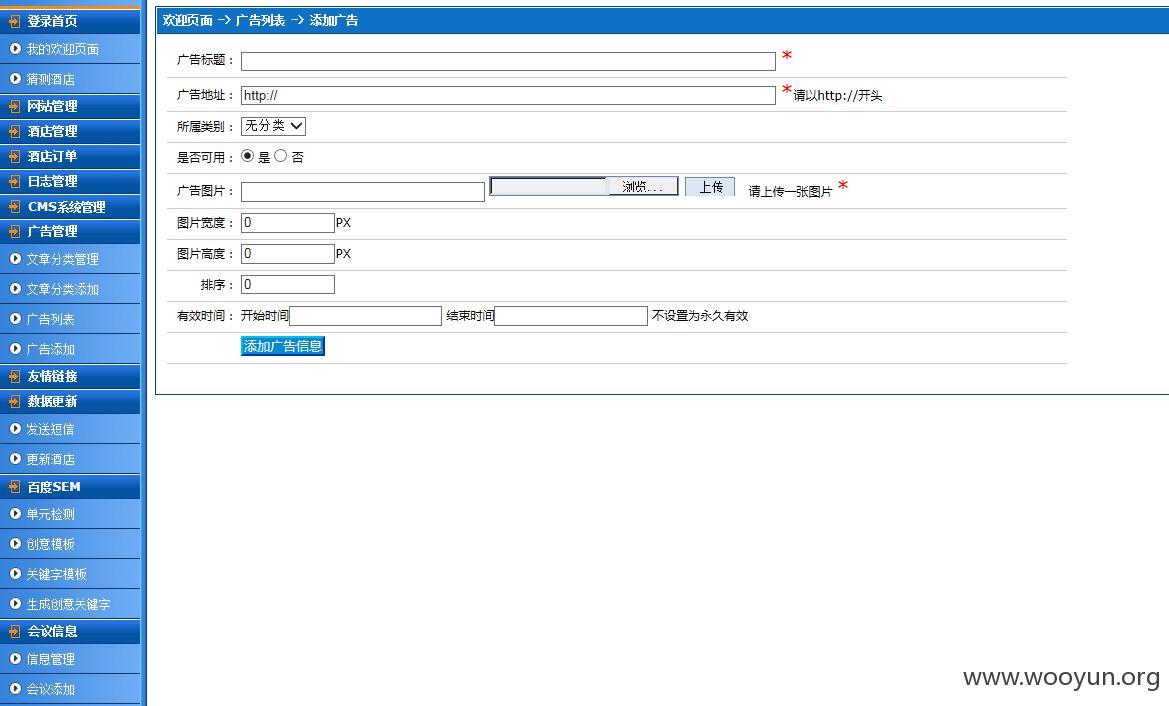 登录首页
我的欢迎页面
猜测酒店
网站管理
酒店管理
酒店订单
日志管理
CMS系统管理
广告管理
文章分类管理
文章分类添加
广告列表
广告添加
友情链接
数据更新
发送短信
更新酒店
百度SEM
单元检测
创意模板
关键字模板
生成创意关键字
会议信息
信息管理
会议添加
欢迎页面 -> 广告列表 -> 添加广告
广告标题： *
广告地址： http:// *请以http://开头
所属类别： 无分类
是否可用： 是 否
广告图片： 浏览... 上传 请上传一张图片 *
图片宽度： 0 PX
图片高度： 0 PX
排序： 0
有效时间： 开始时间 结束时间 不设置为永久有效
添加广告信息
www.wooyun.org